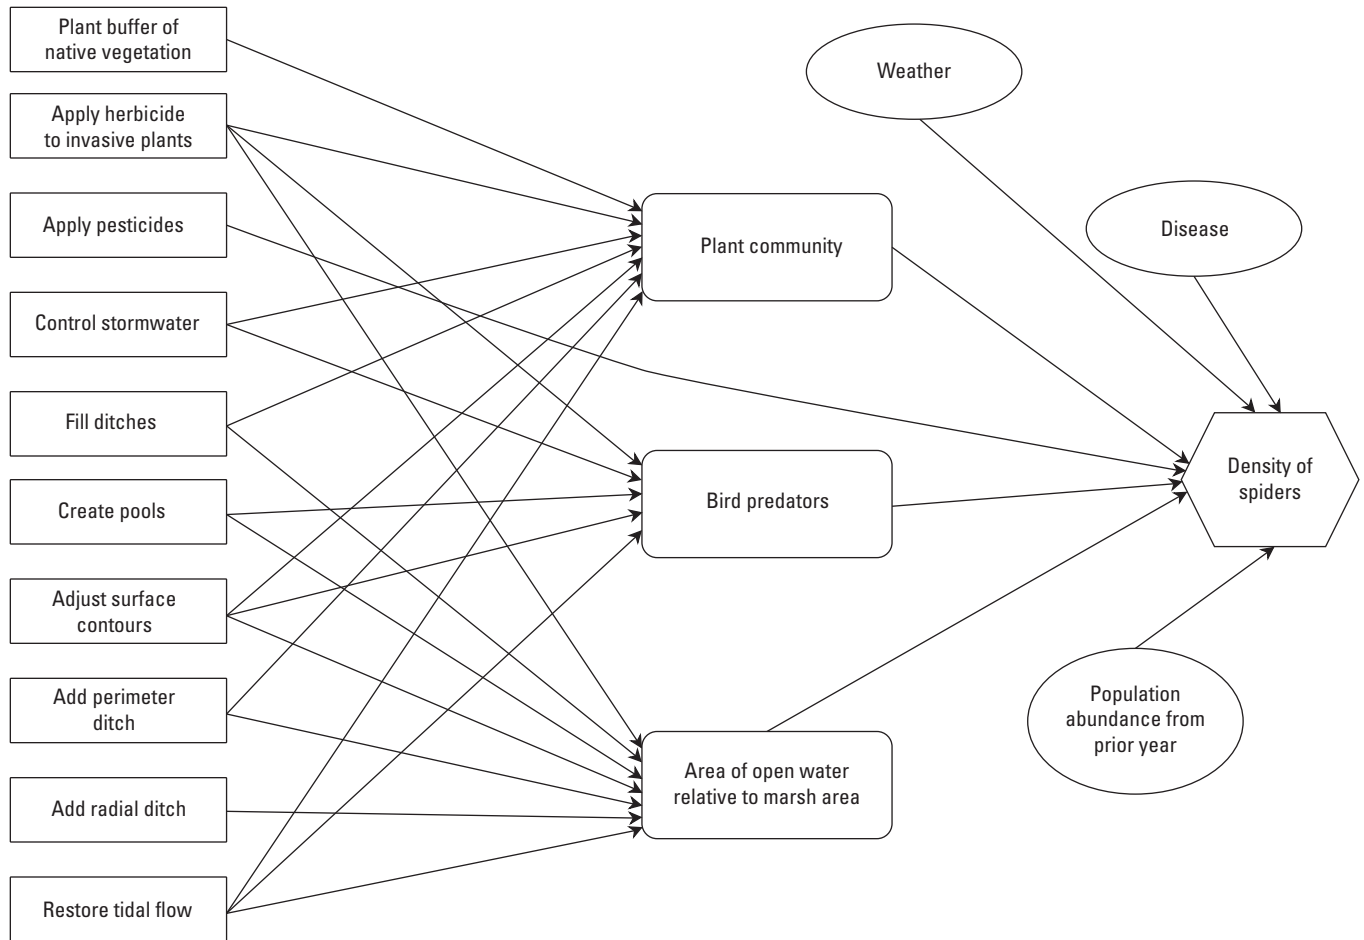 Plant buffer of
native vegetation
Apply herbicide
to invasive plants
Apply pesticides
Control stormwater
Fill ditches
Create pools
Adjust surface
contours
Add perimeter
ditch
Add radial ditch
Restore tidal flow
Plant community
Bird predators
Area of open water
relative to marsh area
Weather
Disease
Density of
spiders
Population
abundance from
prior year